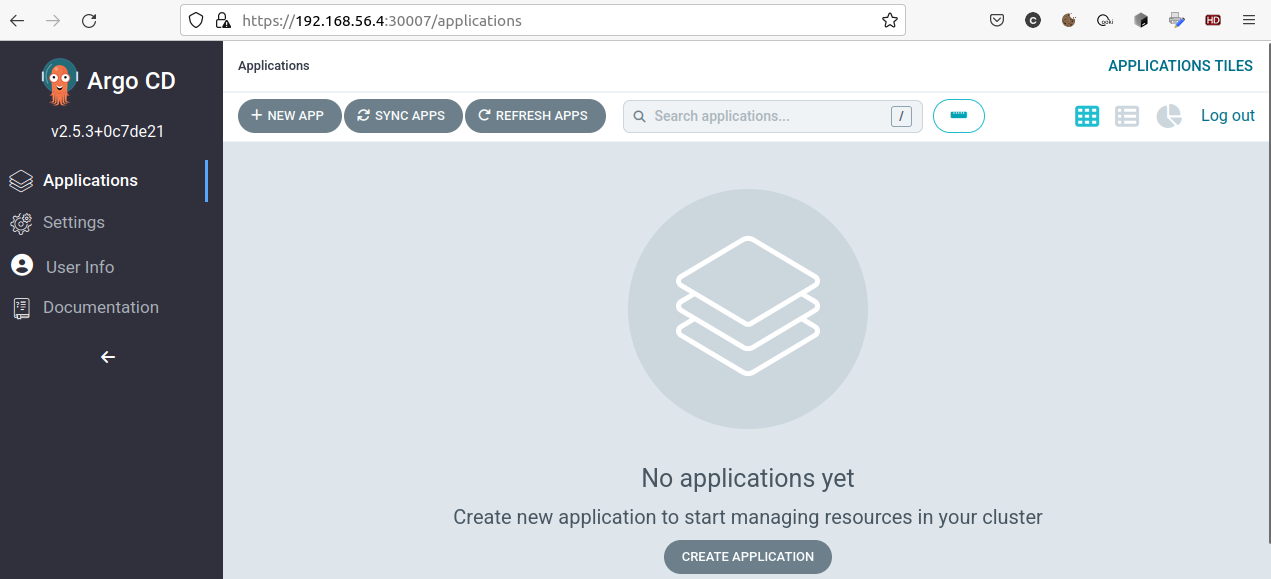 https://192.168.56.4:30007/applications
C
goki
HD
Argo CD
v2.5.3+0c7de21
Applications
Settings
User Info
Documentation
Applications
APPLICATIONS TILES
+ NEW APP
SYNC APPS
REFRESH APPS
Search applications...
/
Log out
No applications yet
Create new application to start managing resources in your cluster
CREATE APPLICATION